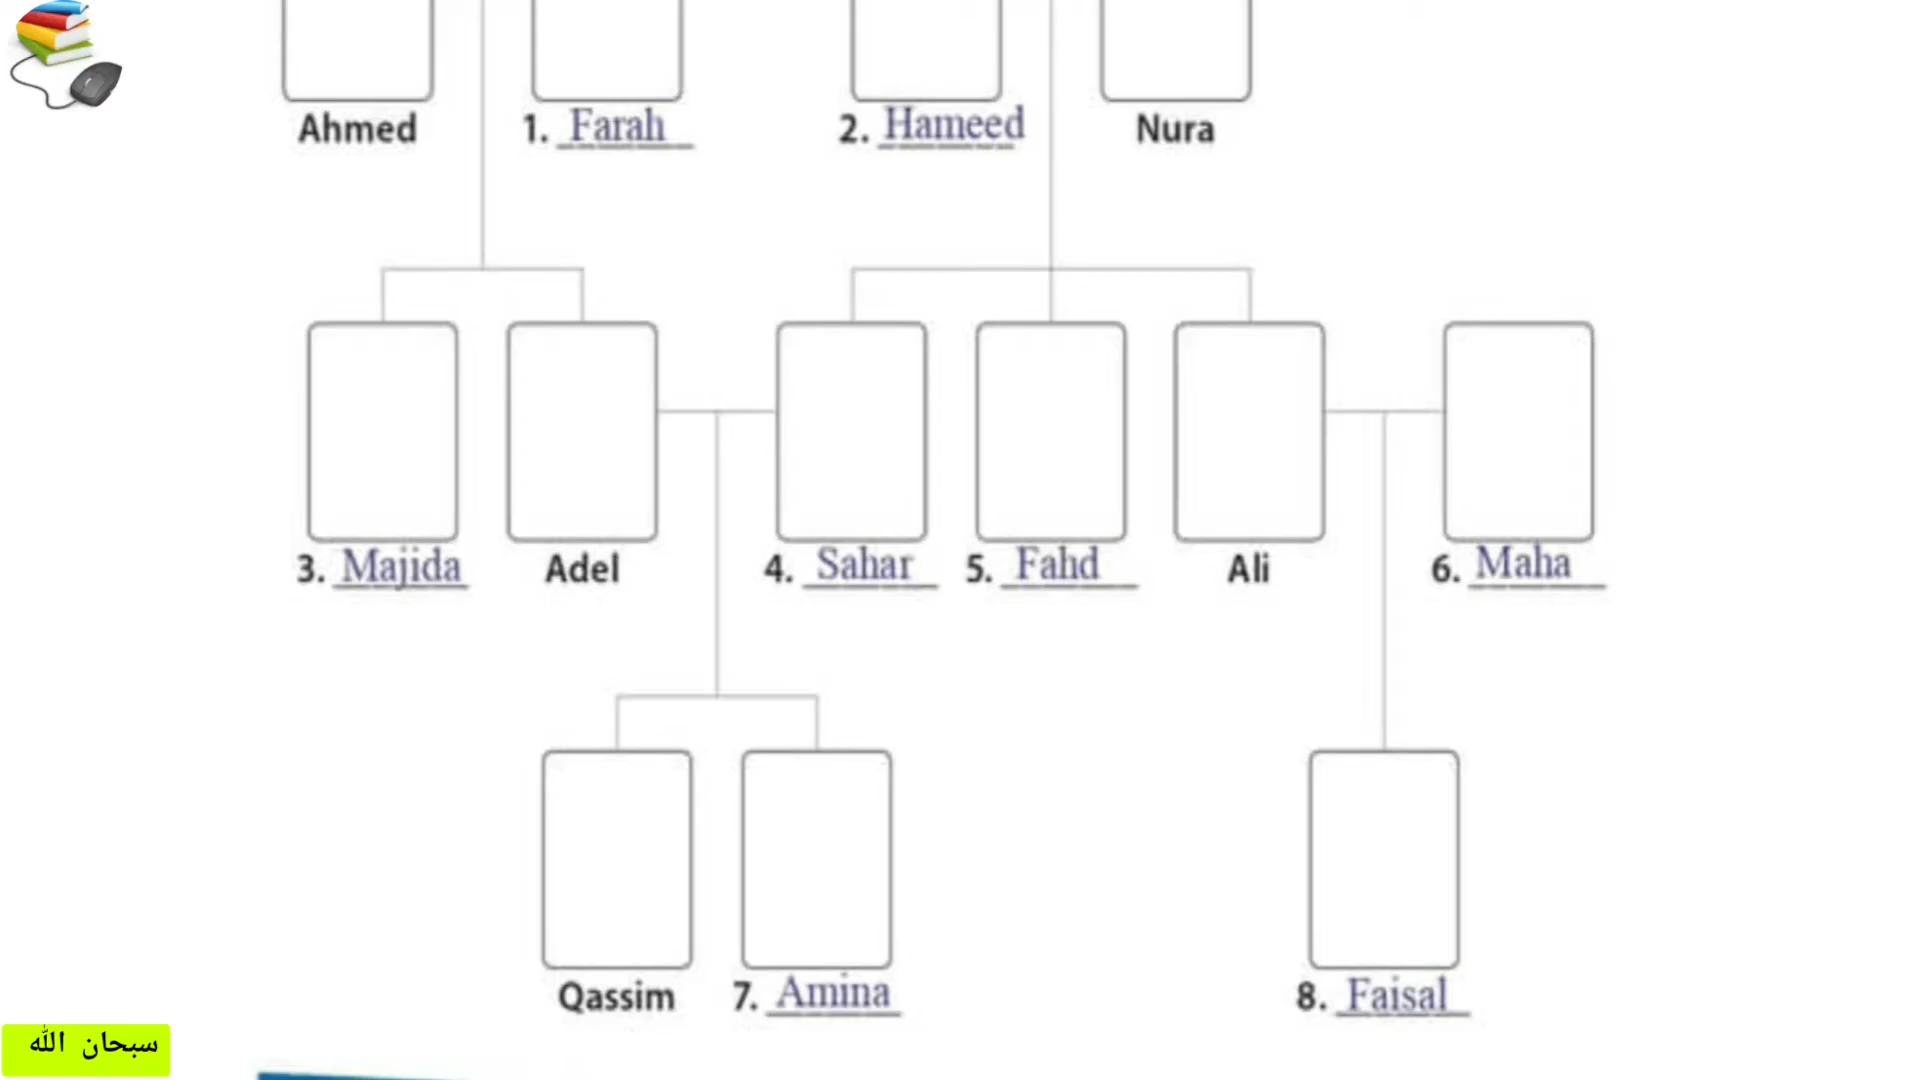 Ahmed 1. Farah 2. Hameed Nura
3. Majida Adel 4. Sahar 5. Fahd Ali 6. Maha
Qassim 7. Amina 8. Faisal
سبحان الله